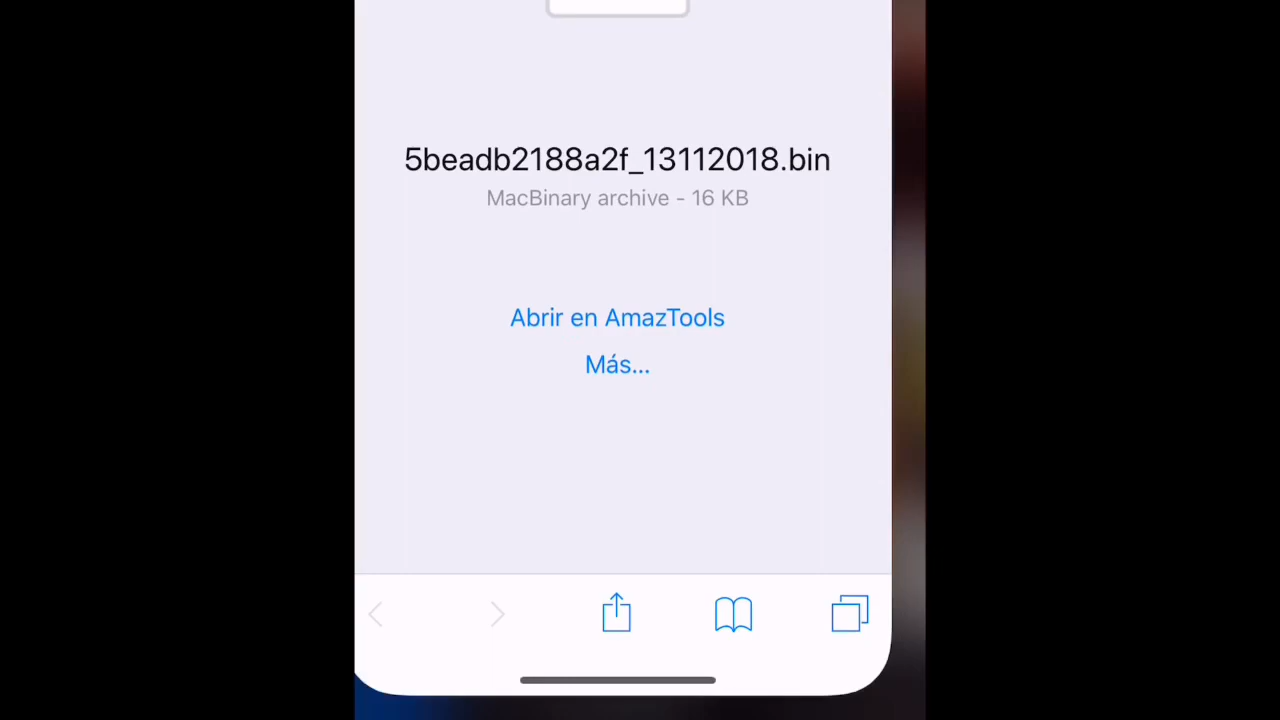 5beadb2188a2f_13112018.bin
MacBinary archive - 16 KB
Abrir en AmazTools
Más...